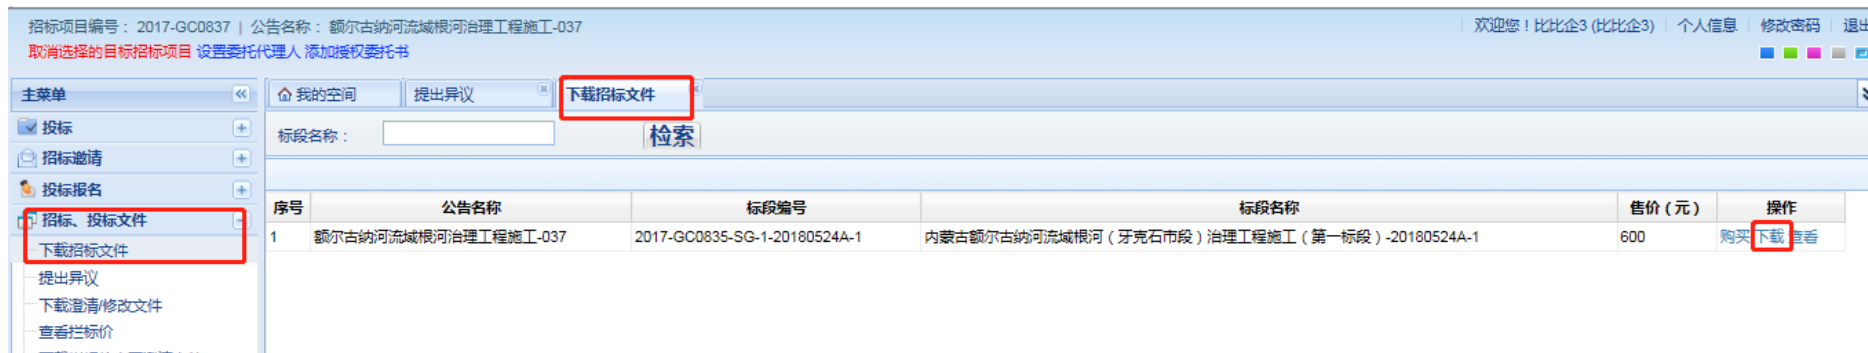 招标项目编号： 2017-GC0837 | 公告名称： 额尔古纳河流域根河治理工程施工-037
欢迎您！比比企3 (比比企3) 个人信息 修改密码
取消选择的目标招标项目 设置委托代理人 添加授权委托书
主菜单
我的空间 提出异议 下载招标文件
投标
标段名称： 检索
招标邀请
投标报名
招标、投标文件
序号 公告名称 标段编号 标段名称 售价（元） 操作
1 额尔古纳河流域根河治理工程施工-037 2017-GC0835-SG-1-20180524A-1 内蒙古额尔古纳河流域根河（牙克石市段）治理工程施工（第一标段）-20180524A-1 600 购买 下载 查看
下载招标文件
提出异议
下载澄清/修改文件
查看拦标价